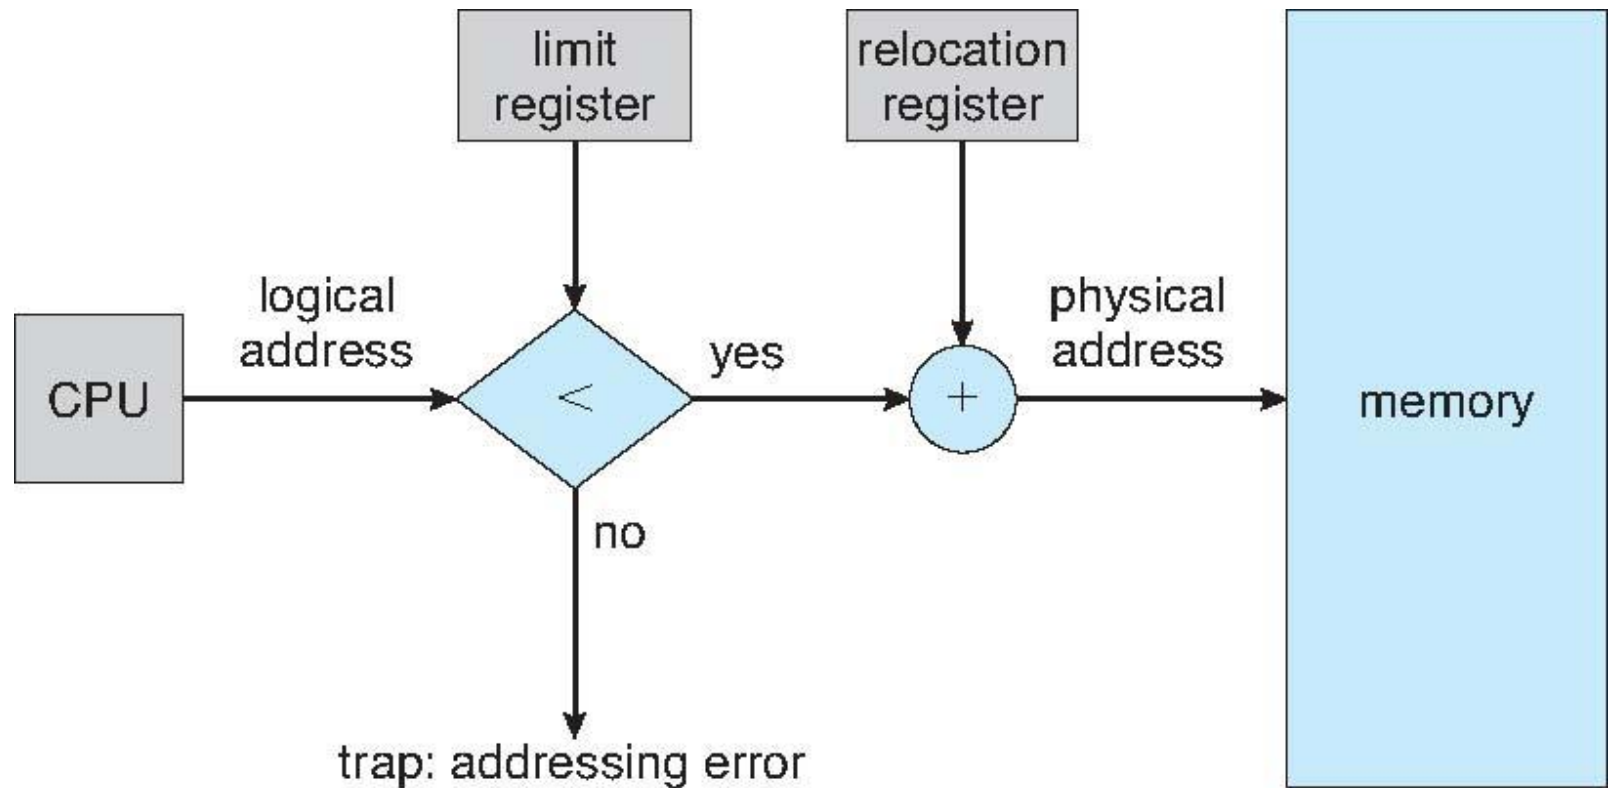 limit
register
relocation
register
logical
address
yes
physical
address
CPU
<
+
memory
no
trap: addressing error